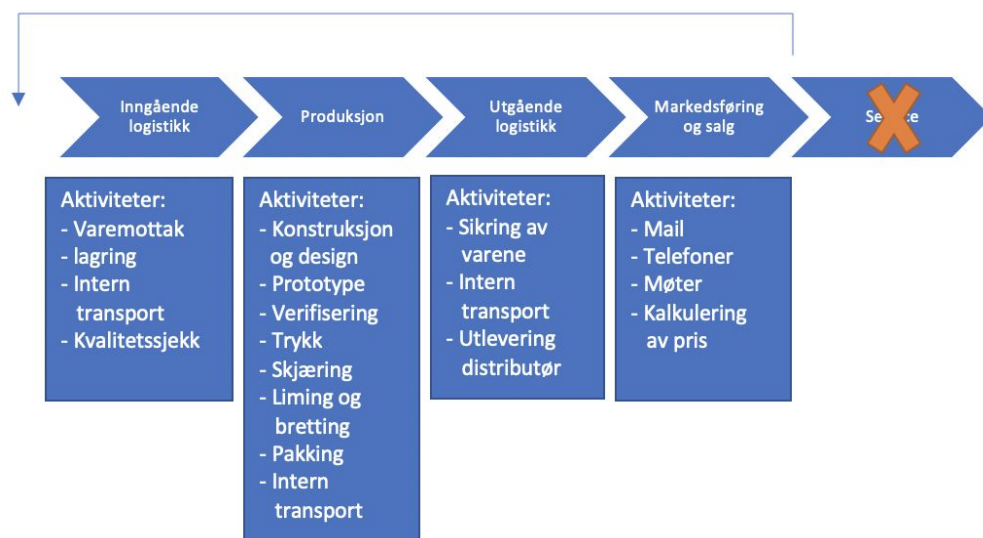 Inngående
logistikk
Produksjon
Utgående
logistikk
Markedsføring
og salg
Aktiviteter:
- Varemottak
- lagring
- Intern
transport
- Kvalitetssjekk
Aktiviteter:
- Konstruksjon
og design
- Prototype
- Verifisering
- Trykk
- Skjæring
- Liming og
bretting
- Pakking
- Intern
transport
Aktiviteter:
- Sikring av
varene
- Intern
transport
- Utlevering
distributør
Aktiviteter:
- Mail
- Telefoner
- Møter
- Kalkulering
av pris